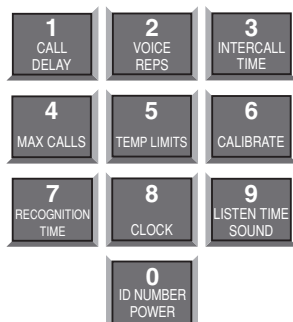 1 2 3
CALL VOICE INTERCALL
DELAY REPS TIME
4 5 6
MAX CALLS TEMP LIMITS CALIBRATE
7 8 9
RECOGNITION LISTEN TIME
TIME CLOCK SOUND
0
ID NUMBER
POWER